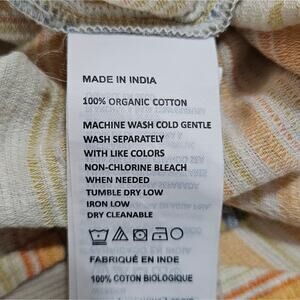 MADE IN INDIA
100% ORGANIC COTTON
MACHINE WASH COLD GENTLE
WASH SEPARATELY
WITH LIKE COLORS
NON-CHLORINE BLEACH
WHEN NEEDED
TUMBLE DRY LOW
IRON LOW
DRY CLEANABLE
FABRIQUÉ EN INDE
100% COTON BIOLOGIQUE